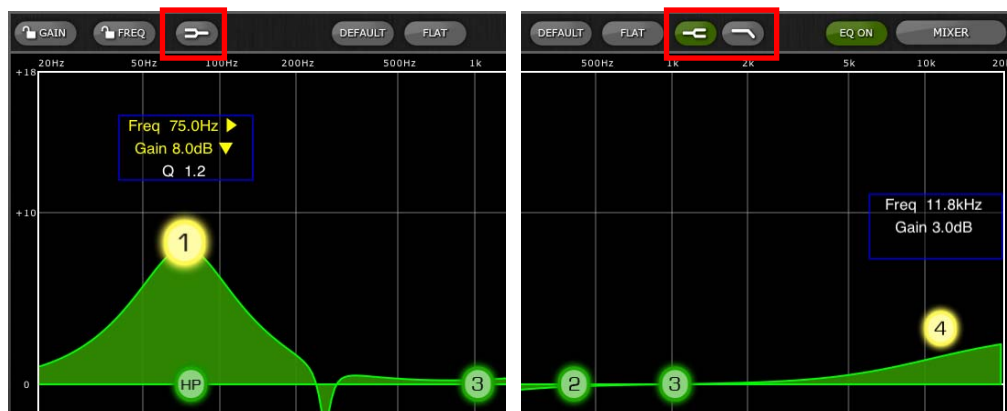 GAIN FREQ DEFAULT FLAT
20Hz 50Hz 100Hz 200Hz 500Hz 1k
+18
Freq 75.0Hz
Gain 8.0dB
Q 1.2
+10
1
0 HP 3
DEFAULT FLAT EQ ON MIXER
500Hz 1k 2k 5k 10k 20
Freq 11.8kHz
Gain 3.0dB
4
2 3